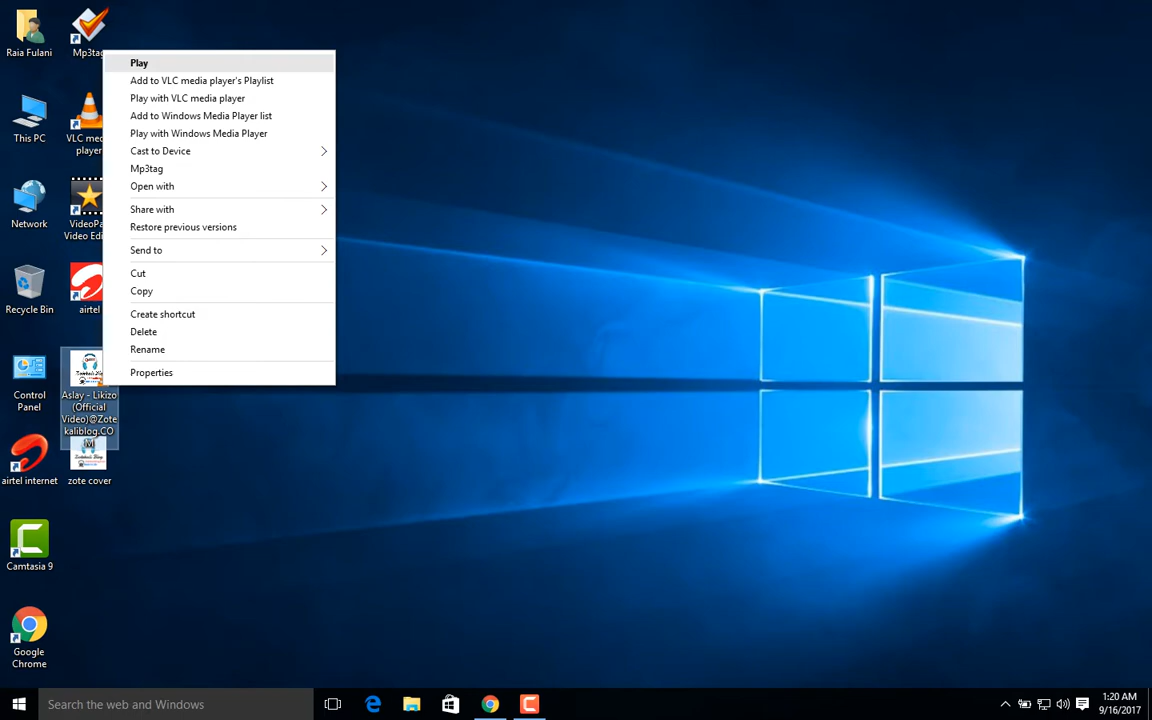 Raia Fulani
Mp3tag
This PC
VLC med
player
Network
VideoPa
Video Edi
Recycle Bin
airtel
Control
Panel
Aslay - Likizo
(Official
Video)@Zote
kaliblog.CO
airtel internet
zote cover
Camtasia 9
Google
Chrome
Play
Add to VLC media player's Playlist
Play with VLC media player
Add to Windows Media Player list
Play with Windows Media Player
Cast to Device
Mp3tag
Open with
Share with
Restore previous versions
Send to
Cut
Copy
Create shortcut
Delete
Rename
Properties
Search the web and Windows
1:20 AM
9/16/2017